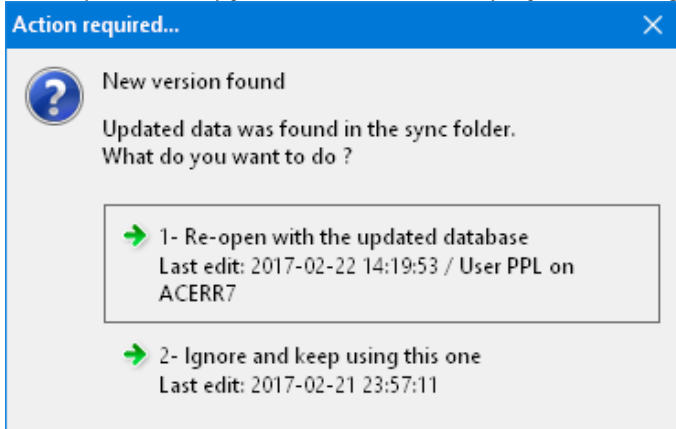 Action required...
New version found
Updated data was found in the sync folder.
What do you want to do ?
1- Re-open with the updated database
Last edit: 2017-02-22 14:19:53 / User PPL on
ACERR7
2- Ignore and keep using this one
Last edit: 2017-02-21 23:57:11